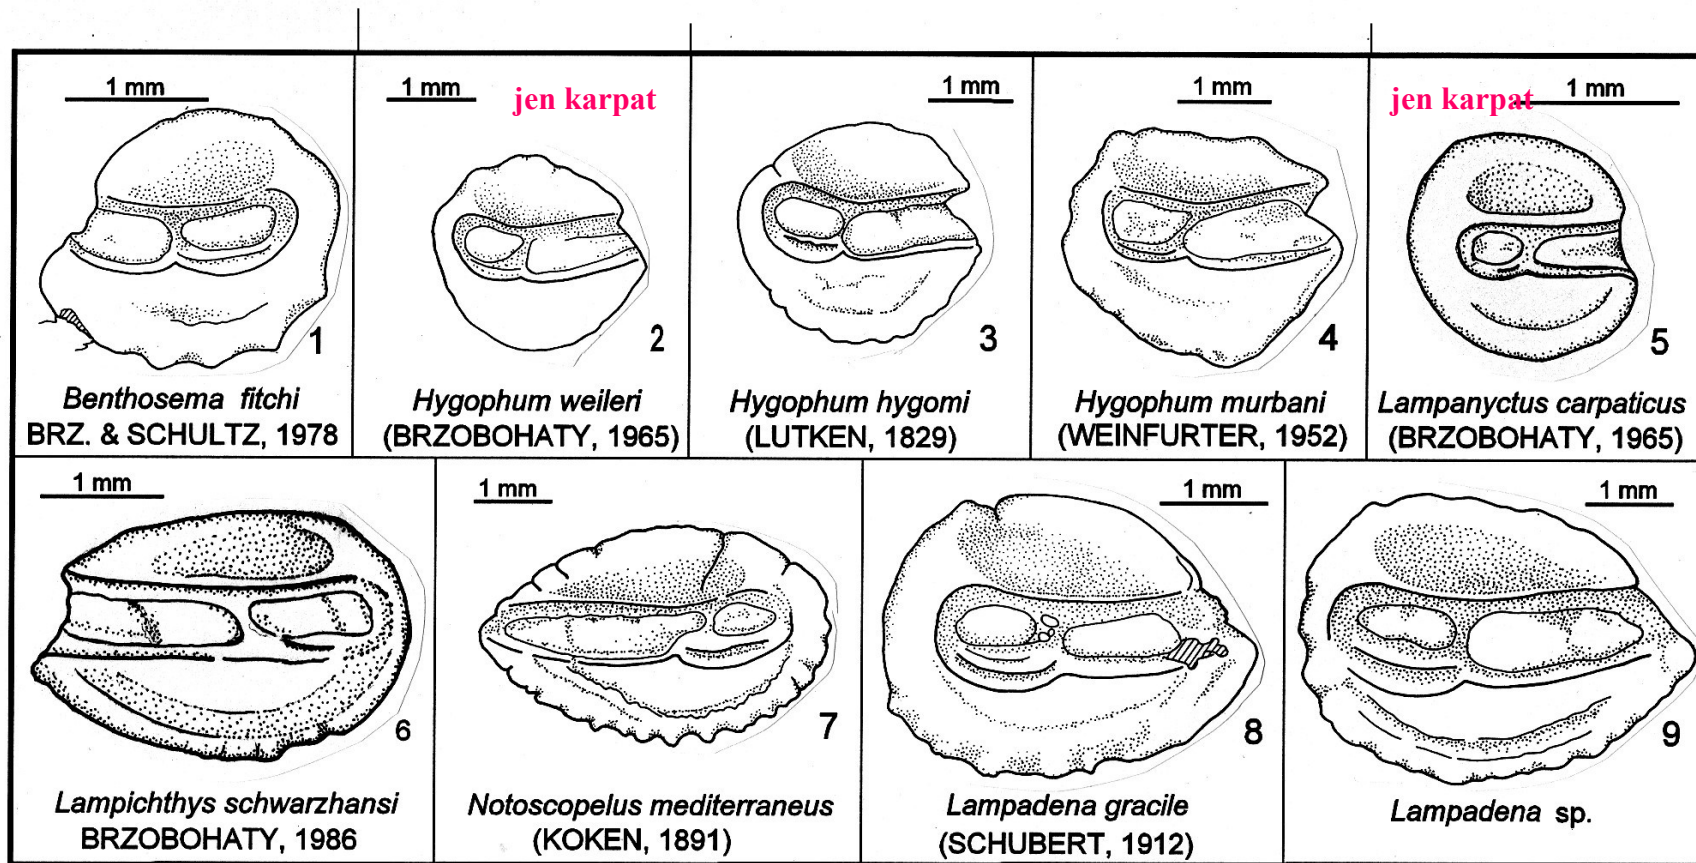 1 mm
1
Benthosema fitchi
BRZ. & SCHULTZ, 1978
1 mm
jen karpat
2
Hygophum weileri
(BRZOBOHATY, 1965)
1 mm
3
Hygophum hygomi
(LUTKEN, 1829)
1 mm
4
Hygophum murbani
(WEINFURTER, 1952)
jen karpat
1 mm
5
Lampanyctus carpaticus
(BRZOBOHATY, 1965)
1 mm
6
Lampichthys schwarzhansi
BRZOBOHATY, 1986
1 mm
7
Notoscopelus mediterraneus
(KOKEN, 1891)
1 mm
8
Lampadena gracile
(SCHUBERT, 1912)
1 mm
9
Lampadena sp.